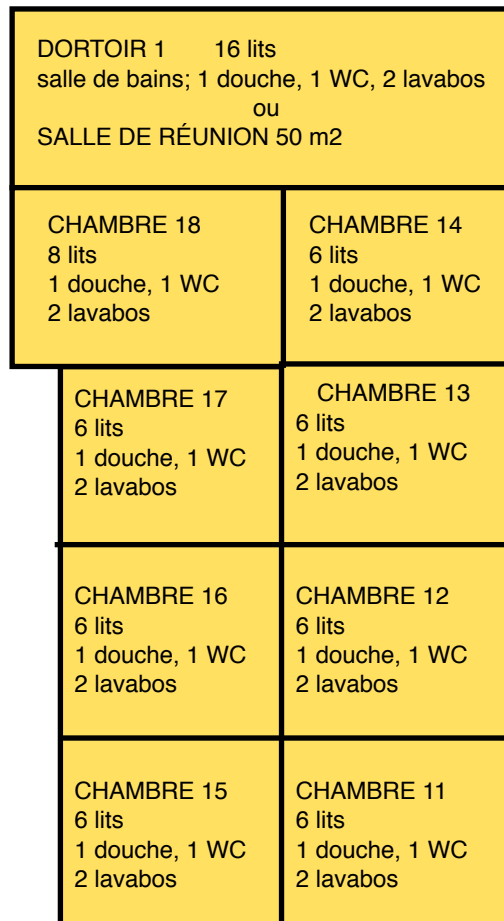 DORTOIR 1 16 lits
salle de bains; 1 douche, 1 WC, 2 lavabos
ou
SALLE DE RÉUNION 50 m2
CHAMBRE 18
8 lits
1 douche, 1 WC
2 lavabos
CHAMBRE 14
6 lits
1 douche, 1 WC
2 lavabos
CHAMBRE 17
6 lits
1 douche, 1 WC
2 lavabos
CHAMBRE 13
6 lits
1 douche, 1 WC
2 lavabos
CHAMBRE 16
6 lits
1 douche, 1 WC
2 lavabos
CHAMBRE 12
6 lits
1 douche, 1 WC
2 lavabos
CHAMBRE 15
6 lits
1 douche, 1 WC
2 lavabos
CHAMBRE 11
6 lits
1 douche, 1 WC
2 lavabos